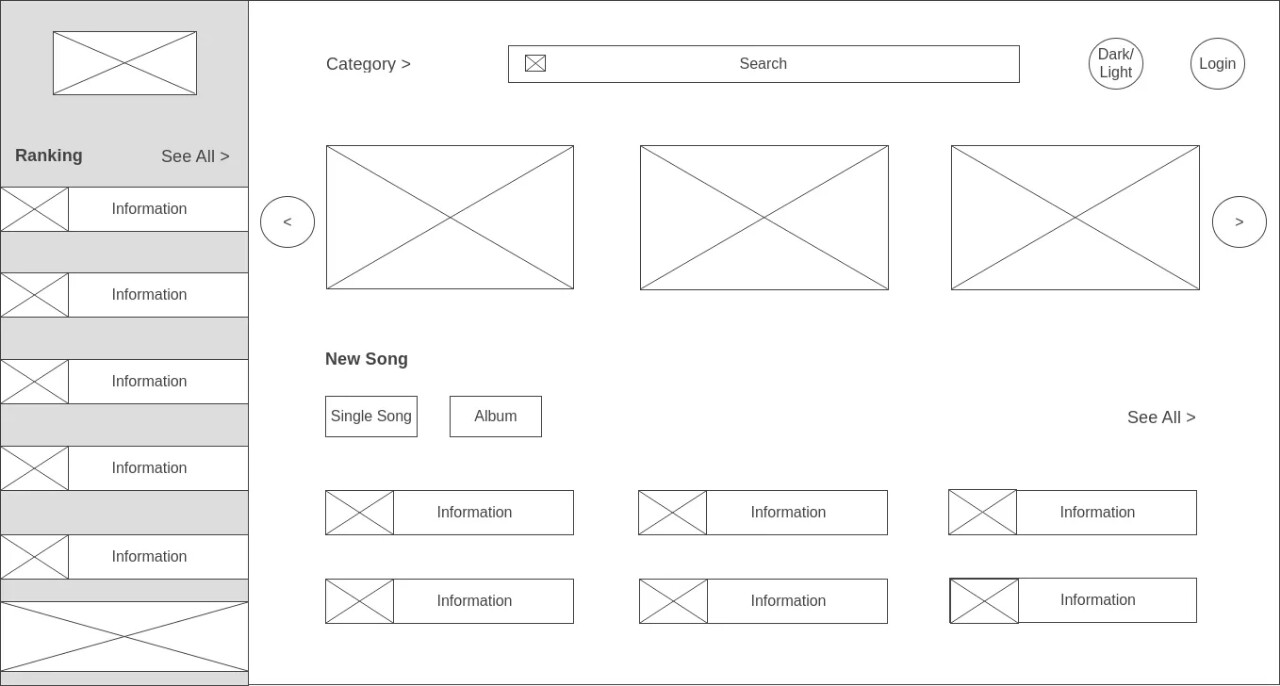 Category >
Search
Dark/
Light
Login
Ranking
See All >
Information
Information
Information
Information
Information
<
>
New Song
Single Song
Album
See All >
Information
Information
Information
Information
Information
Information